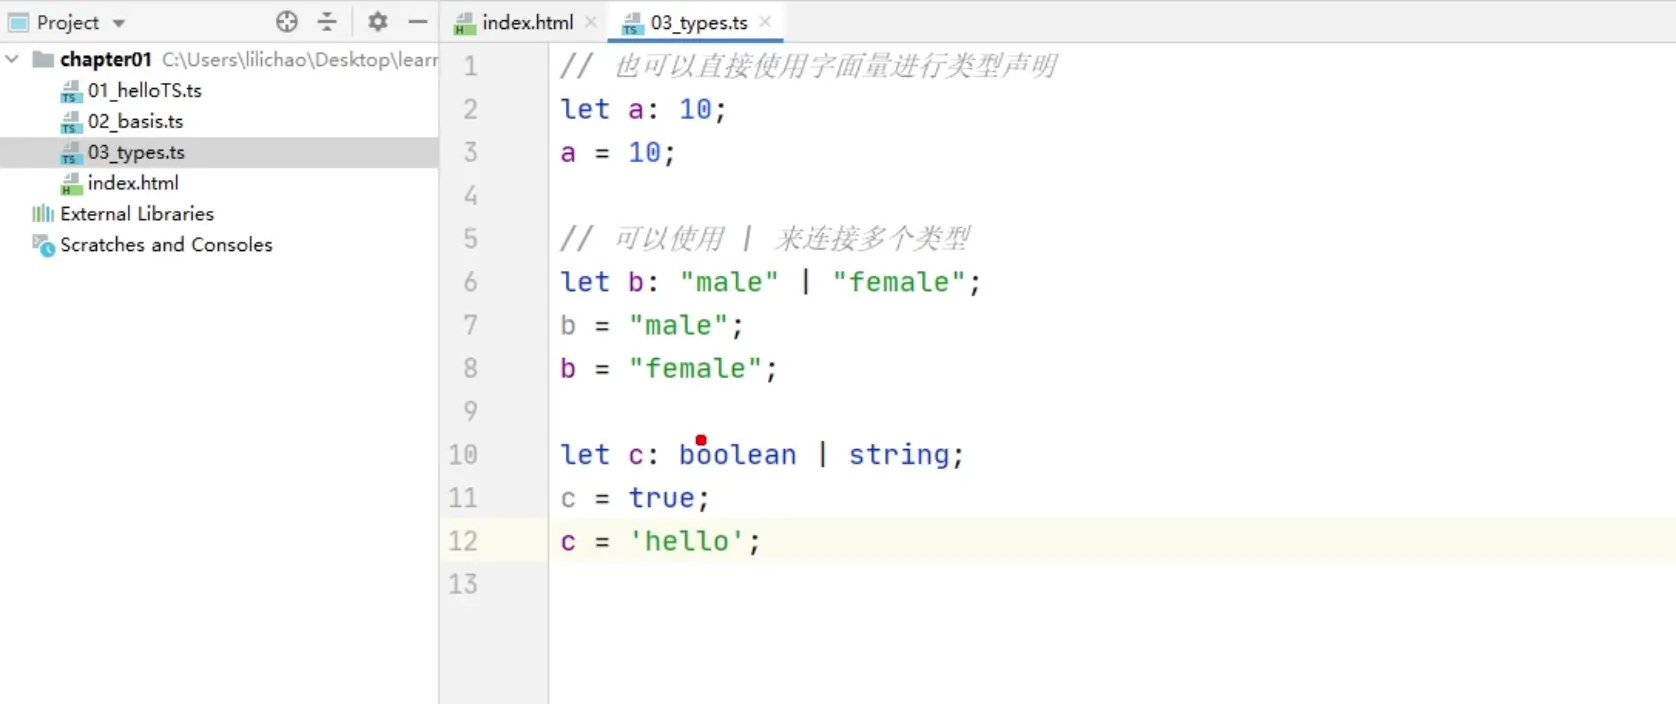 Project
index.html
03_types.ts
chapter01 C:\Users\lilichao\Desktop\learn
01_helloTS.ts
02_basis.ts
03_types.ts
index.html
External Libraries
Scratches and Consoles
1 // 也可以直接使用字面量进行类型声明
2 let a: 10;
3 a = 10;
4
5 // 可以使用 | 来连接多个类型
6 let b: "male" | "female";
7 b = "male";
8 b = "female";
9
10 let c: boolean | string;
11 c = true;
12 c = 'hello';
13